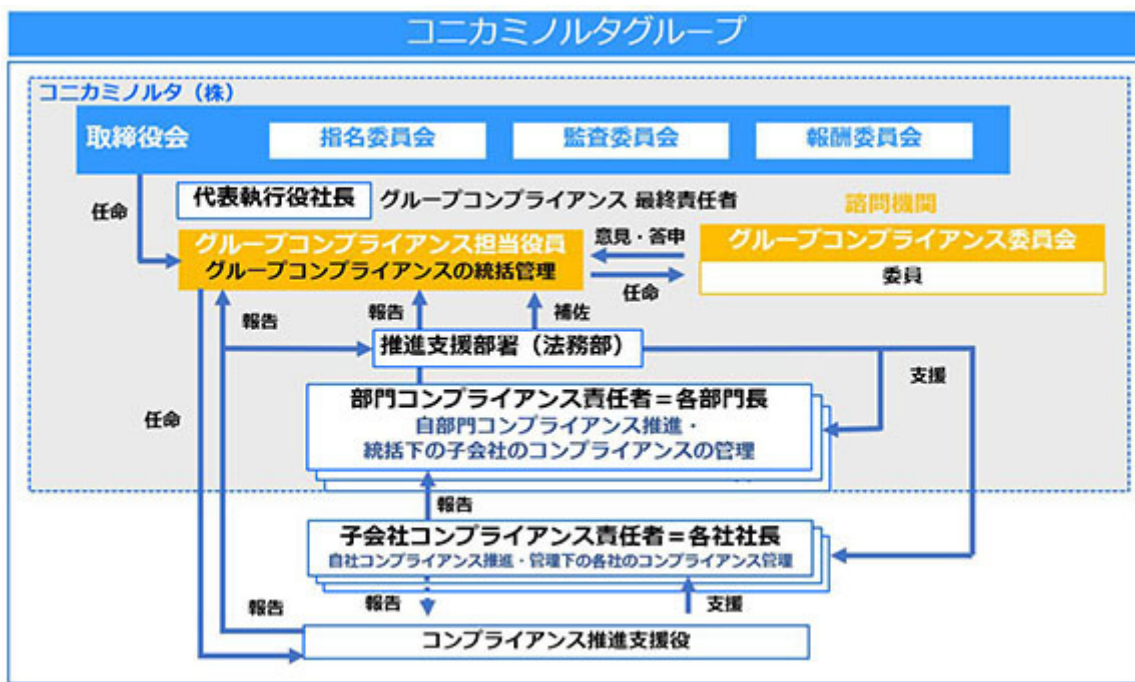 コニカミノルタグループ
コニカミノルタ（株）
取締役会
指名委員会
監査委員会
報酬委員会
任命
代表執行役社長
グループコンプライアンス 最終責任者
諮問機関
グループコンプライアンス担当役員
グループコンプライアンスの統括管理
意見・答申
任命
グループコンプライアンス委員会
委員
報告
報告
補佐
推進支援部署（法務部）
支援
任命
部門コンプライアンス責任者＝各部門長
自部門コンプライアンス推進・
統括下の子会社のコンプライアンスの管理
報告
子会社コンプライアンス責任者＝各社社長
自社コンプライアンス推進・管理下の各社のコンプライアンス管理
報告
報告
支援
コンプライアンス推進支援役